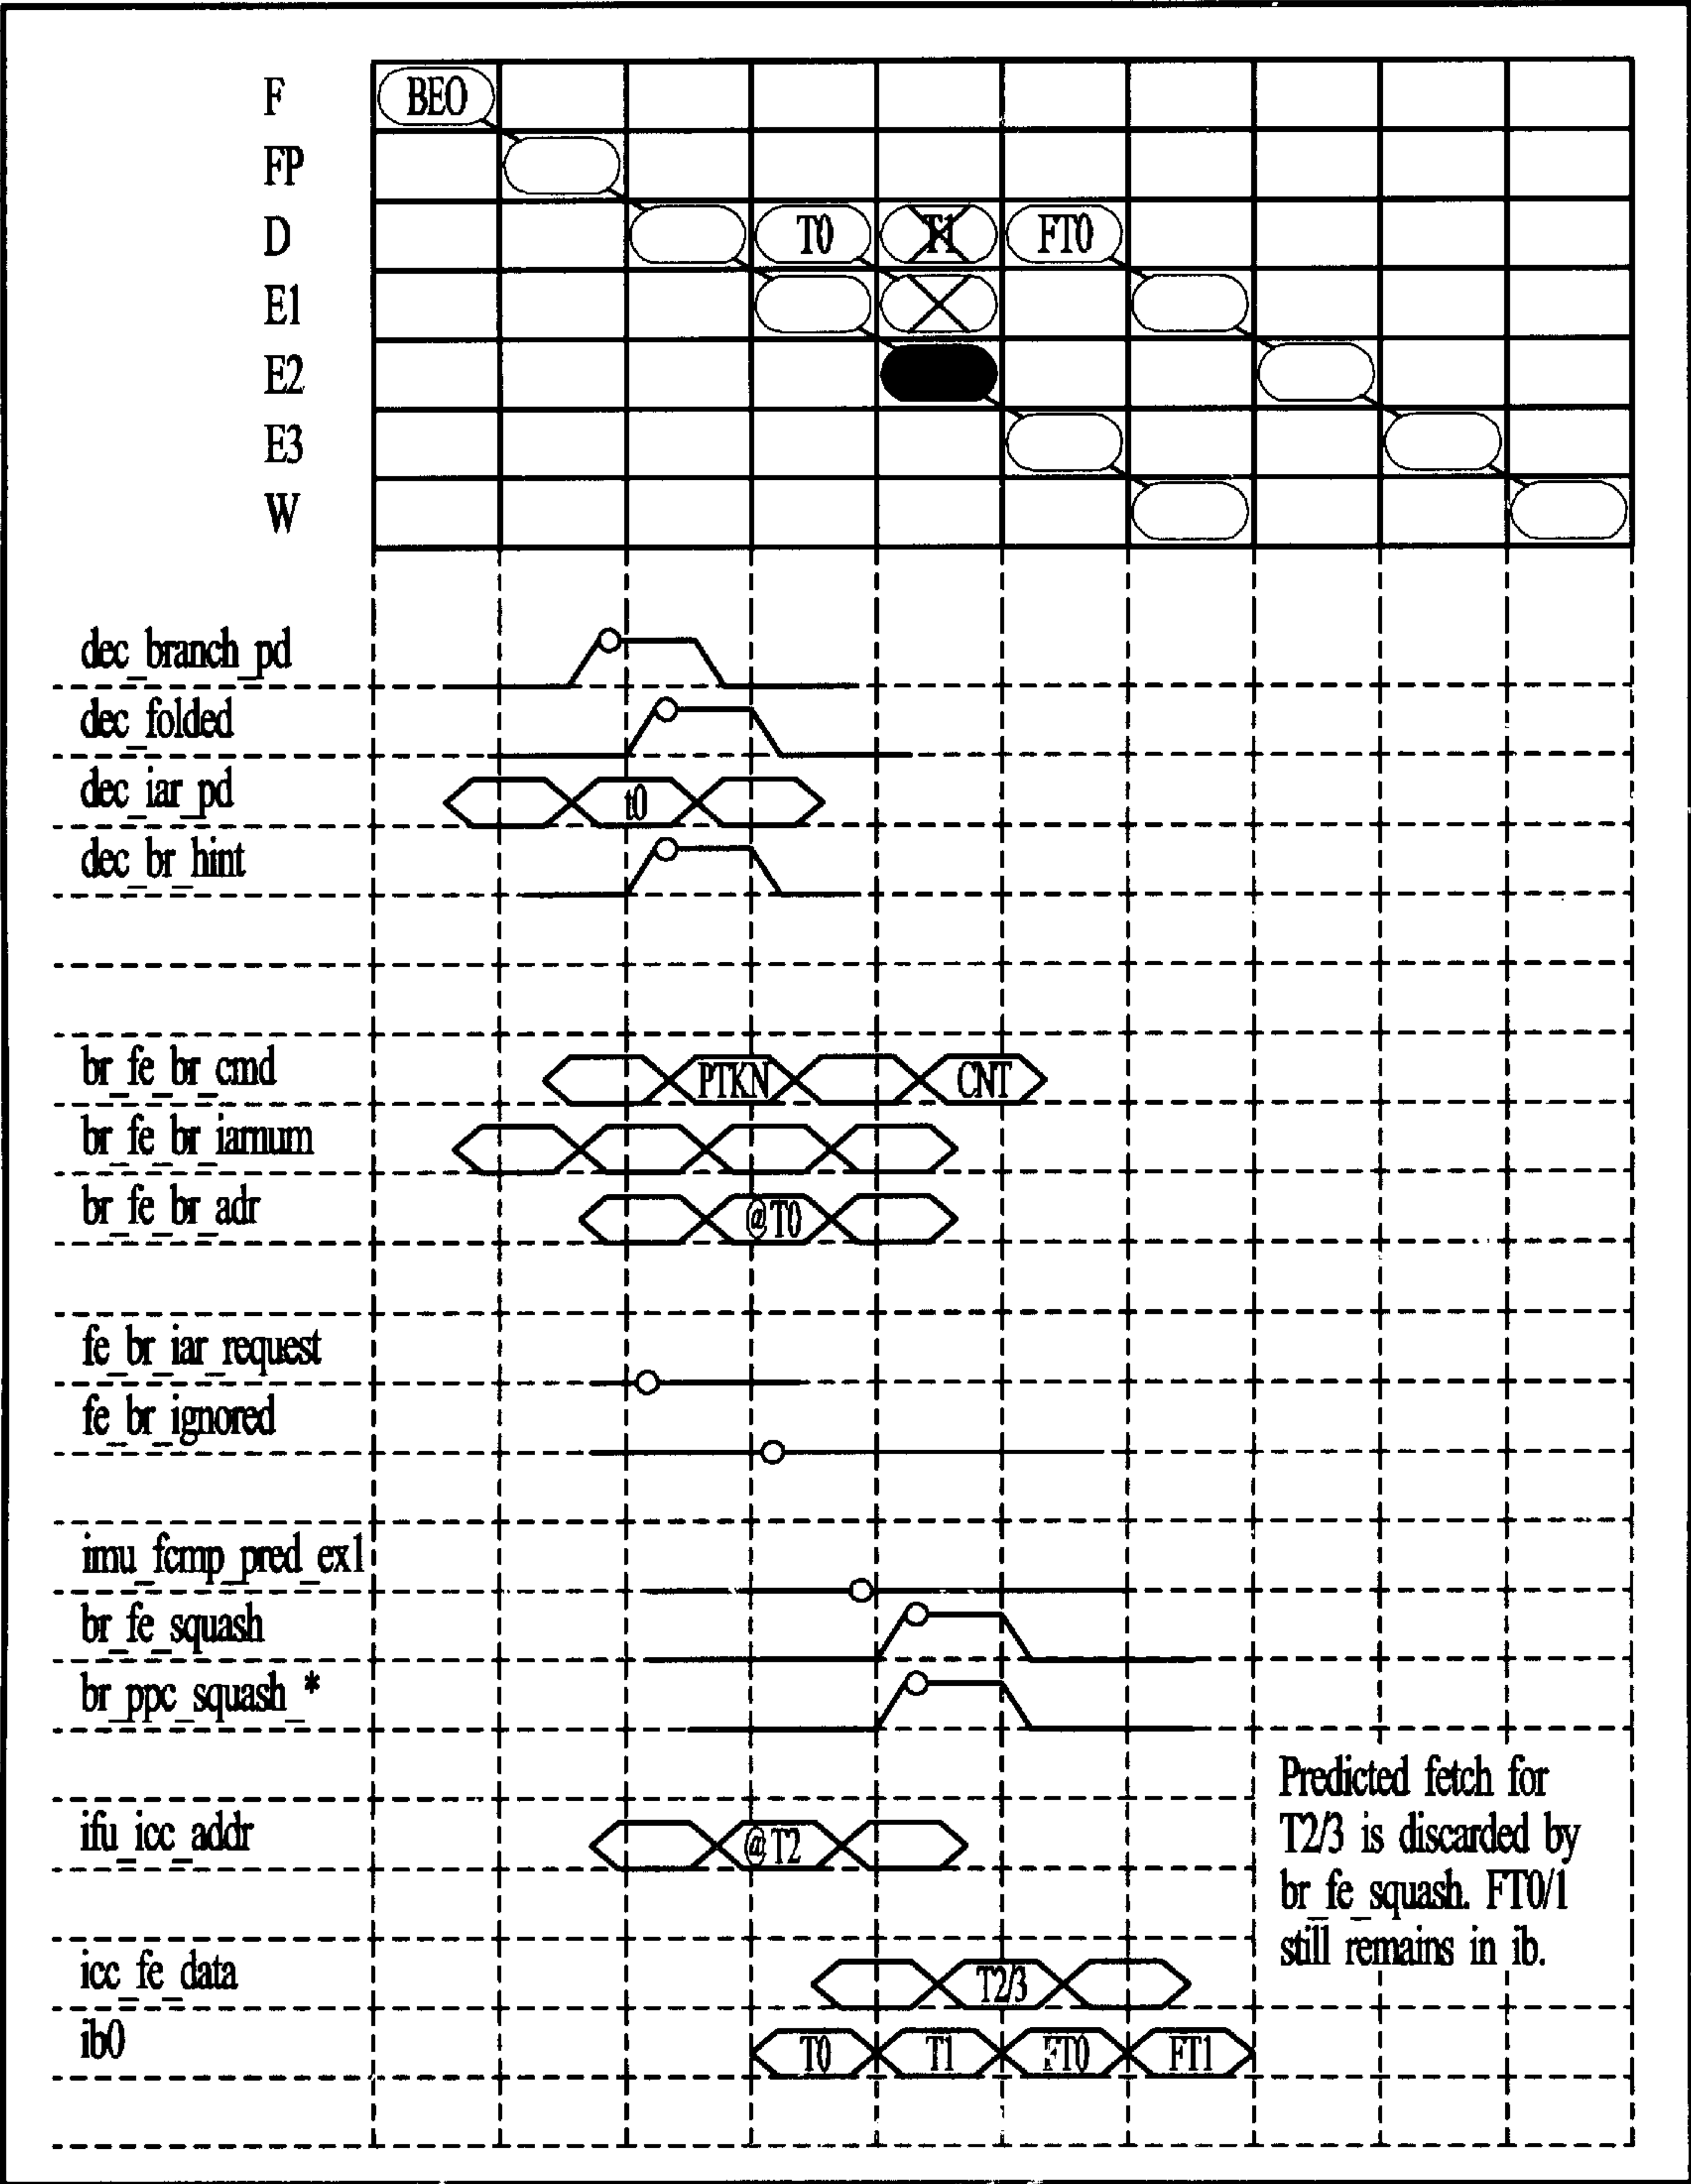 F BEO
FP
D T0 T1 FT0
E1
E2
E3
W
dec_branch_pd
dec_folded
dec_iar_pd t0
dec_br_hint
br_fe_br_cmd PTKN CNT
br_fe_br_iarnum
br_fe_br_adr @T0
fe_br_iar_request
fe_br_ignored
imu_fcmp_pred_ex1
br_fe_squash
br_ppc_squash_*
Predicted fetch for
ifu_icc_addr @T2 T2/3 is discarded by
br_fe_squash. FT0/1
still remains in ib.
icc_fe_data T2/3
ib0 T0 T1 FT0 FT1